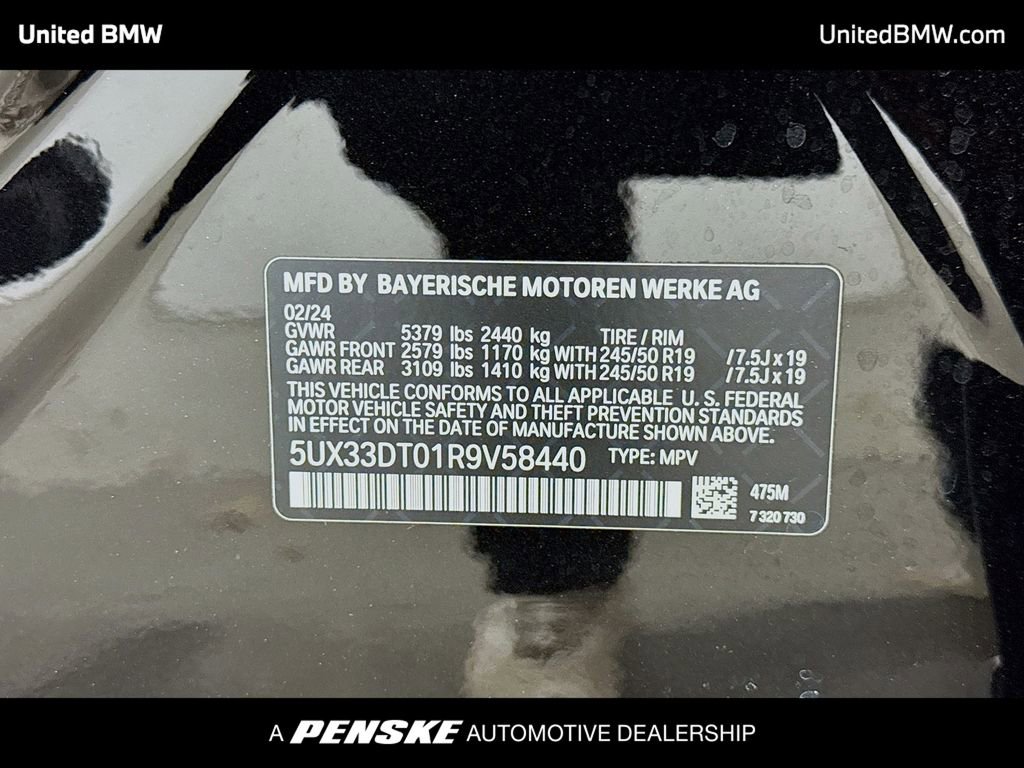 United BMW
UnitedBMW.com
MFD BY BAYERISCHE MOTOREN WERKE AG
02/24
GVWR 5379 lbs 2440 kg TIRE / RIM
GAWR FRONT 2579 lbs 1170 kg WITH 245/50 R19 /7.5J x 19
GAWR REAR 3109 lbs 1410 kg WITH 245/50 R19 /7.5J x 19
THIS VEHICLE CONFORMS TO ALL APPLICABLE U. S. FEDERAL
MOTOR VEHICLE SAFETY AND THEFT PREVENTION STANDARDS
IN EFFECT ON THE DATE OF MANUFACTURE SHOWN ABOVE.
5UX33DT01R9V58440 TYPE: MPV
475M
7 320 730
A PENSKE AUTOMOTIVE DEALERSHIP